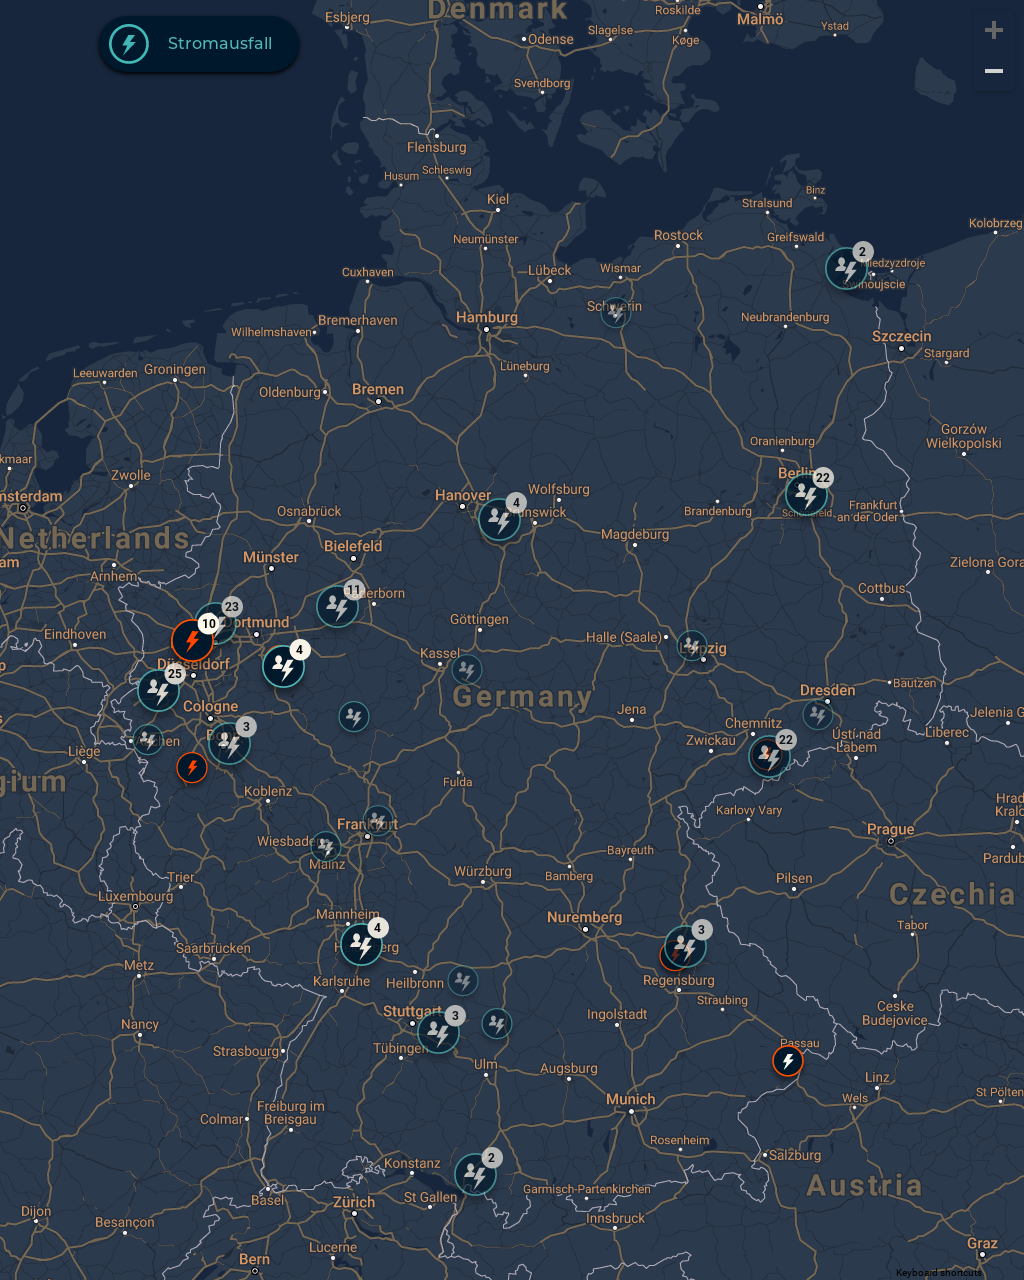 Denmark
Esbjerg
Roskilde
Malmö
Ystad
Stromausfall
Odense
Slagelse
Køge
Svendborg
Flensburg
Husum
Schleswig
Binz
Kiel
Stralsund
Kolobrzeg
Neumünster
Rostock
Greifswald
2
Cuxhaven
Lübeck
Wismar
Międzyzdroje
Swinoujscie
Schwerin
Bremerhaven
Hamburg
Neubrandenburg
Wilhelmshaven
Szczecin
Stargard
Leeuwarden
Groningen
Lüneburg
Oldenburg
Bremen
Gorzów
Wielkopolski
Oranienburg
kmaar
Zwolle
Berlin
22
msterdam
Hanover
4
Wolfsburg
Osnabrück
unswick
Brandenburg
Schönefeld
Frankfurt
an der Oder
Netherlands
Magdeburg
am
Münster
Bielefeld
Zielona Gora
Arnhem
Cottbus
11
aderborn
23
10
ortmund
Göttingen
Eindhoven
Halle (Saale)
Leipzig
4
Kassel
Düsseldorf
25
Germany
Dresden
Bautzen
Cologne
Jena
Jelenia G
3
Chemnitz
22
Zwickau
Ústí nad
Labem
Liberec
Aachen
Liège
gium
Koblenz
Fulda
Karlovy Vary
Hrad
Kralo
Frankfurt
Prague
Wiesbaden
Mainz
Bayreuth
Pardub
Würzburg
Bamberg
Trier
Pilsen
Luxembourg
Czechia
Mannheim
4
Nuremberg
3
Tabor
Saarbrücken
Metz
Karlsruhe
Heilbronn
Regensburg
Straubing
Ceske
Budejovice
Stuttgart
3
Ingolstadt
Nancy
Strasbourg
Tübingen
Passau
Ulm
Augsburg
Linz
St Pölten
Colmar
Freiburg im
Breisgau
Munich
Wels
Rosenheim
Salzburg
Konstanz
2
Austria
Garmisch-Partenkirchen
Basel
Zürich
St Gallen
Dijon
Besançon
Innsbruck
Lucerne
Bern
Graz
Keyboard shortcuts